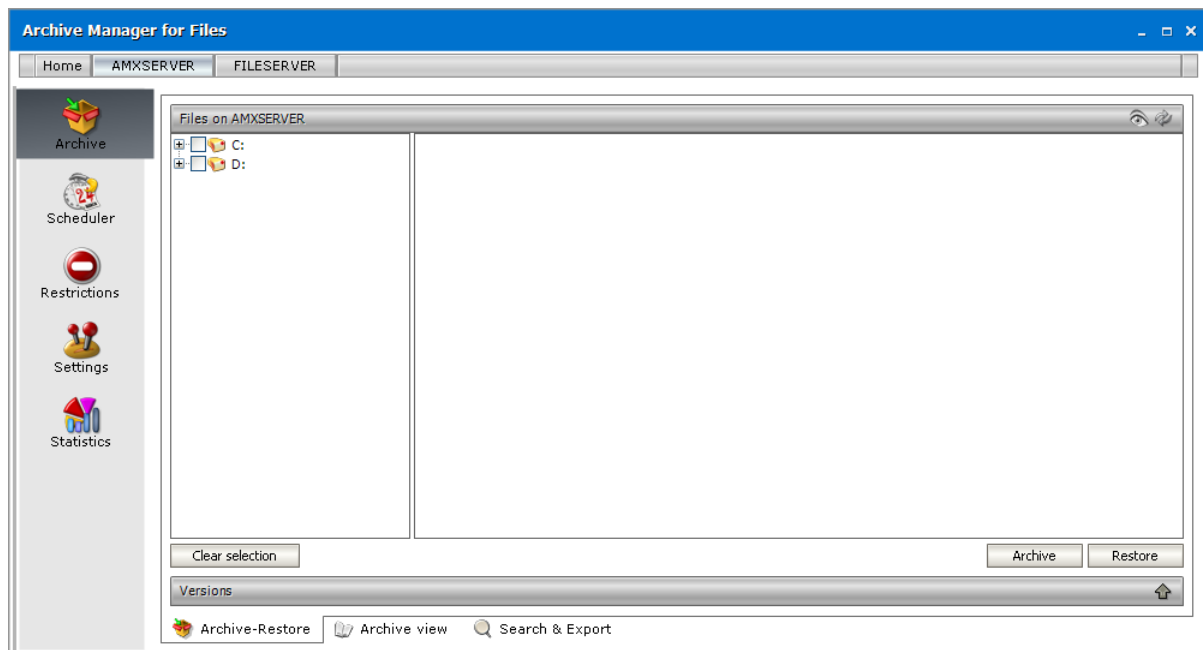 Archive Manager for Files
Home AMXSERVER FILESERVER
Archive
Scheduler
Restrictions
Settings
Statistics
Files on AMXSERVER
C:
D:
Clear selection Archive Restore
Versions
Archive-Restore Archive view Search & Export